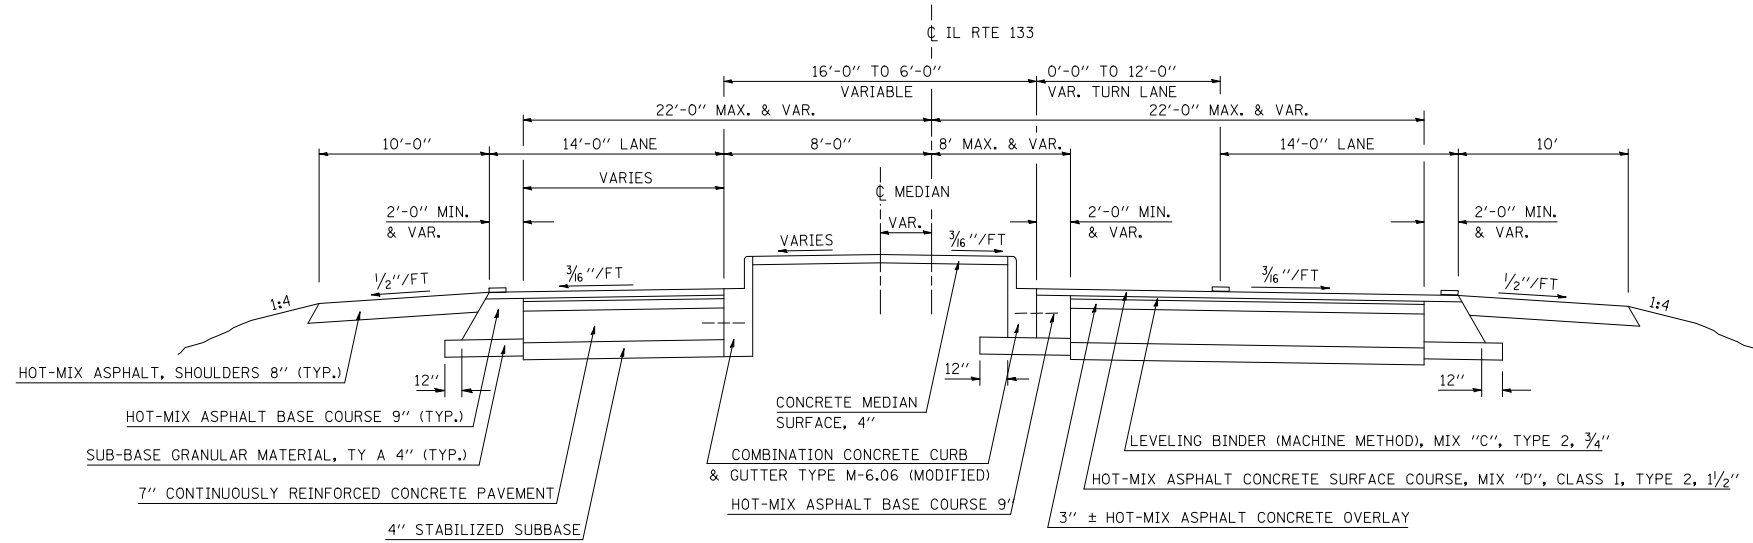 ℄ IL RTE 133
16'-0" TO 6'-0"
VARIABLE
0'-0" TO 12'-0"
VAR. TURN LANE
22'-0" MAX. & VAR.
22'-0" MAX. & VAR.
10'-0"
14'-0" LANE
8'-0"
8' MAX. & VAR.
14'-0" LANE
10'
VARIES
℄ MEDIAN
2'-0" MIN.
& VAR.
VAR.
2'-0" MIN.
& VAR.
2'-0" MIN.
& VAR.
VARIES
3/16"/FT
1/2"/FT
3/16"/FT
3/16"/FT
1/2"/FT
1:4
1:4
HOT-MIX ASPHALT, SHOULDERS 8" (TYP.)
12"
12"
12"
HOT-MIX ASPHALT BASE COURSE 9" (TYP.)
CONCRETE MEDIAN
SURFACE, 4"
SUB-BASE GRANULAR MATERIAL, TY A 4" (TYP.)
COMBINATION CONCRETE CURB
& GUTTER TYPE M-6.06 (MODIFIED)
LEVELING BINDER (MACHINE METHOD), MIX "C", TYPE 2, 3/4"
HOT-MIX ASPHALT CONCRETE SURFACE COURSE, MIX "D", CLASS I, TYPE 2, 1 1/2"
7" CONTINUOUSLY REINFORCED CONCRETE PAVEMENT
HOT-MIX ASPHALT BASE COURSE 9"
3" ± HOT-MIX ASPHALT CONCRETE OVERLAY
4" STABILIZED SUBBASE